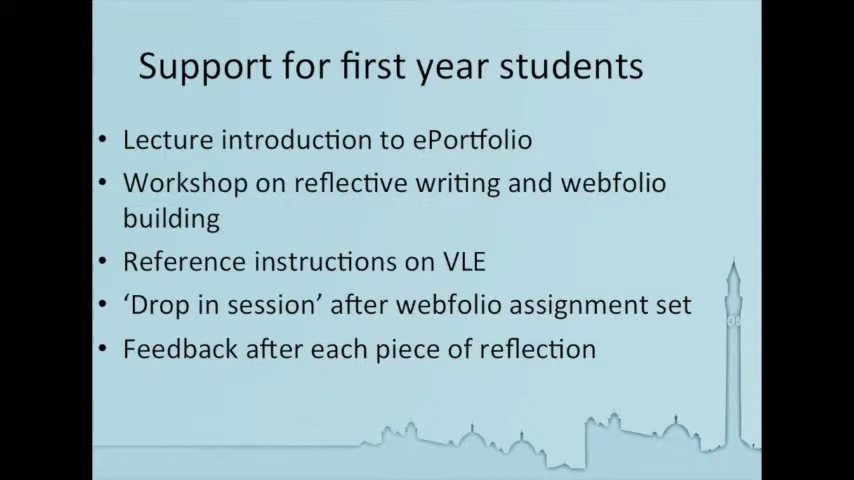 Support for first year students
• Lecture introduction to ePortfolio
• Workshop on reflective writing and webfolio
building
• Reference instructions on VLE
• ‘Drop in session’ after webfolio assignment set
• Feedback after each piece of reflection